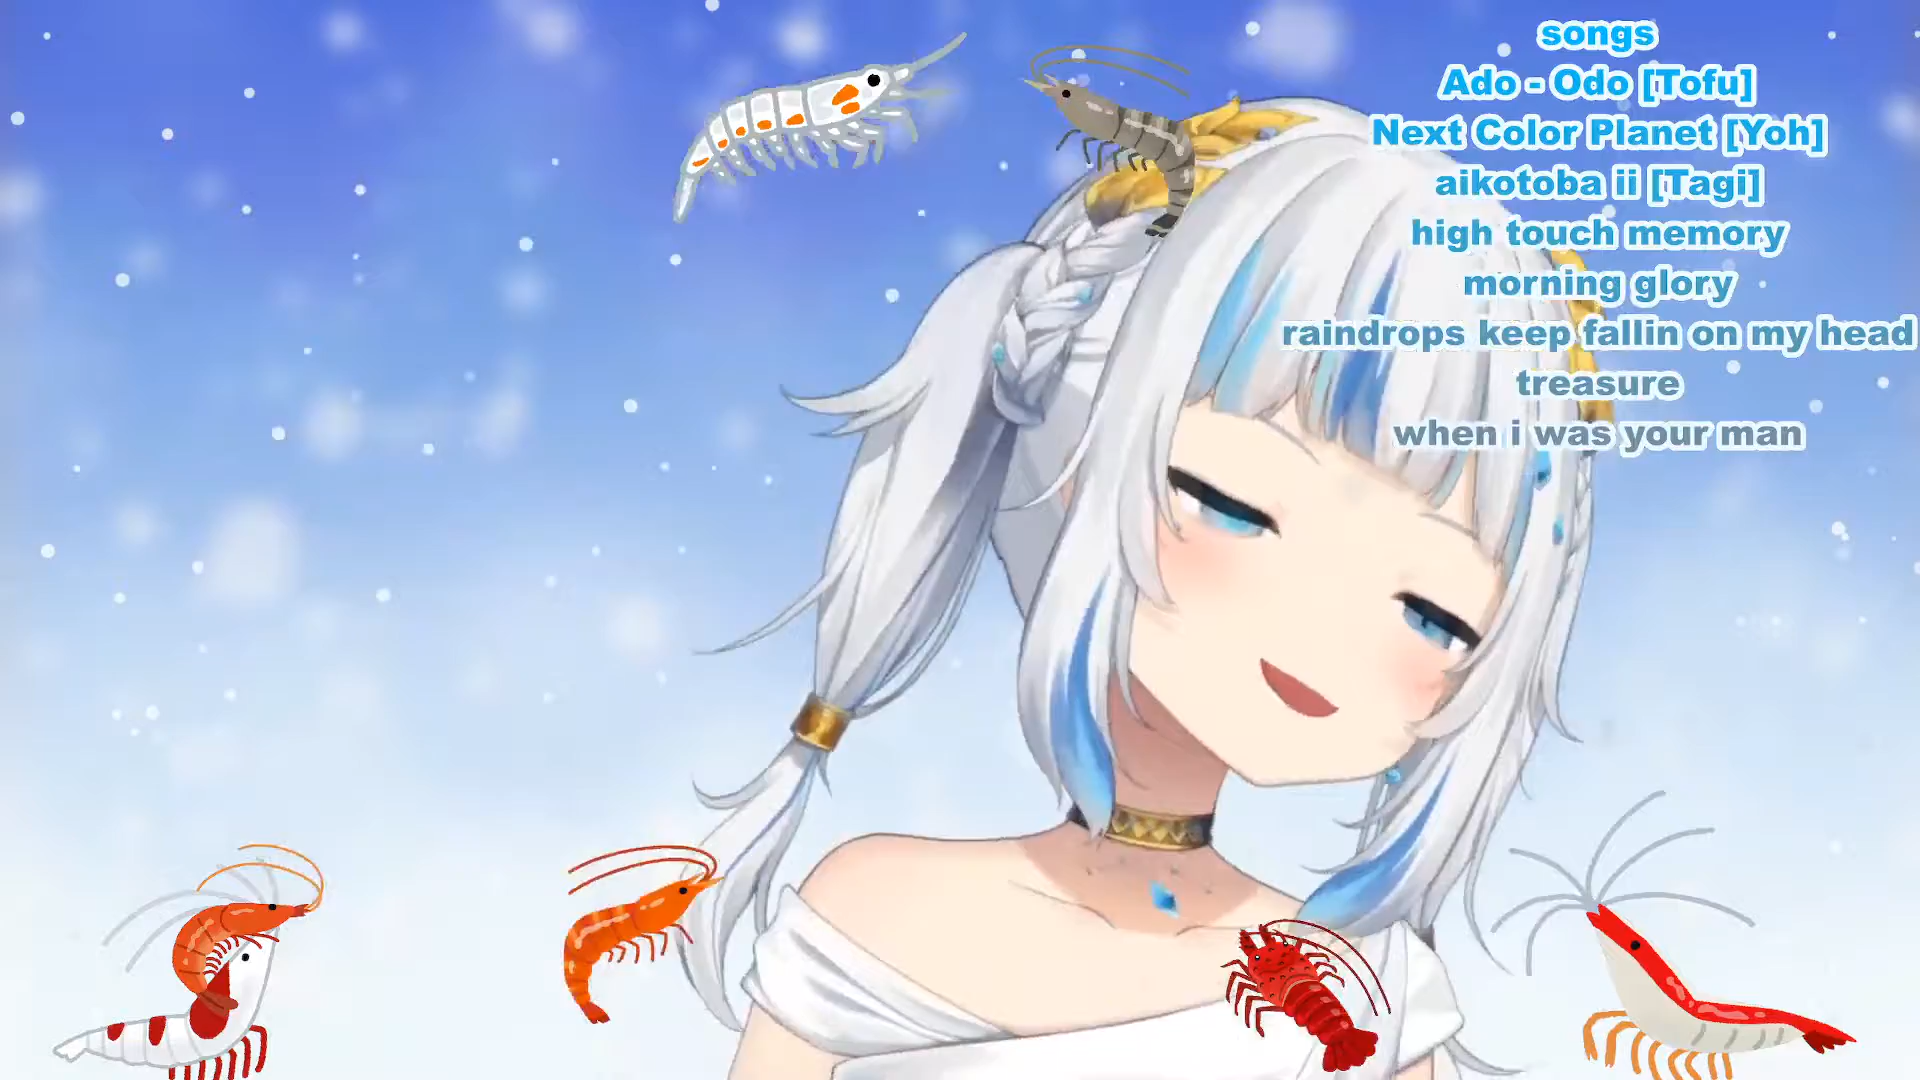 songs
Ado - Odo [Tofu]
Next Color Planet [Yoh]
aikotoba ii [Tagi]
high touch memory
morning glory
raindrops keep fallin on my head
treasure
when i was your man